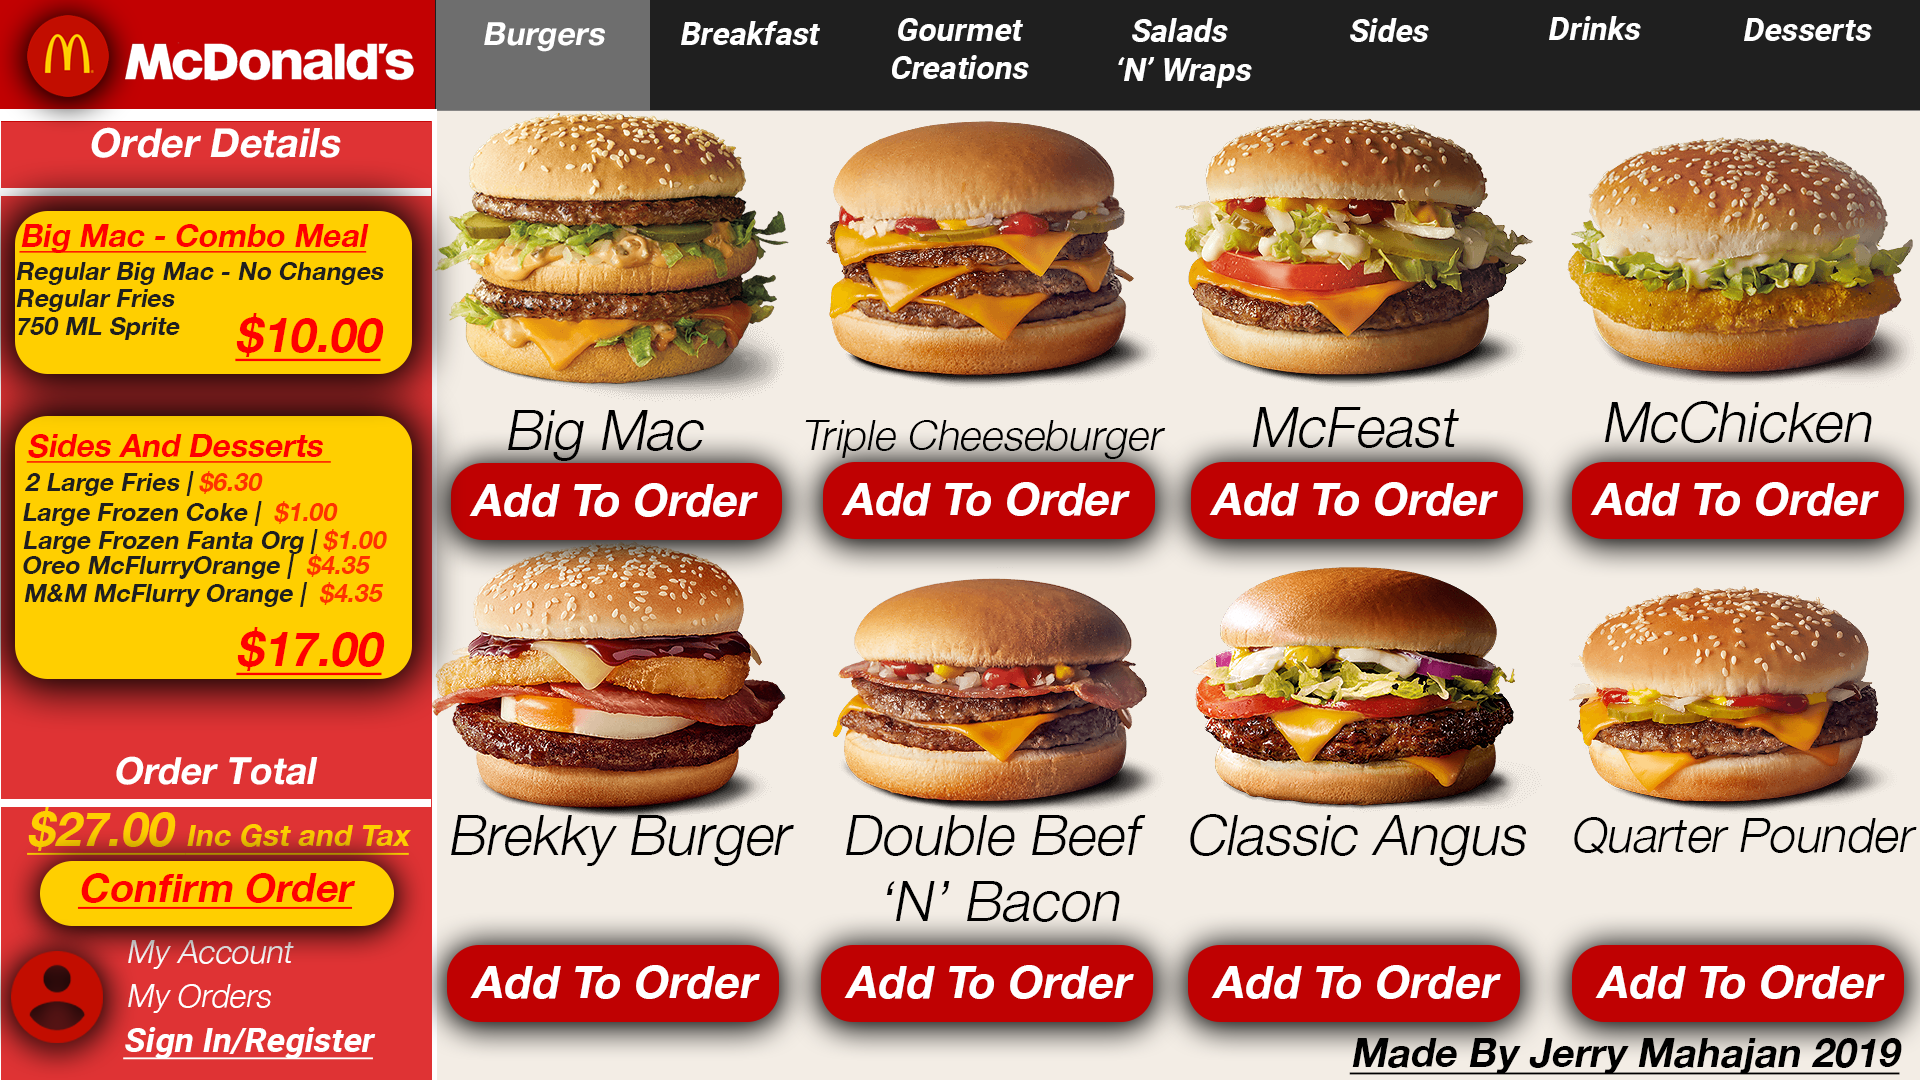 McDonald's
Burgers
Breakfast
Gourmet
Creations
Salads
‘N’ Wraps
Sides
Drinks
Desserts
Order Details
Big Mac - Combo Meal
Regular Big Mac - No Changes
Regular Fries
750 ML Sprite
$10.00
Sides And Desserts
2 Large Fries | $6.30
Large Frozen Coke | $1.00
Large Frozen Fanta Org | $1.00
Oreo McFlurryOrange | $4.35
M&M McFlurry Orange | $4.35
$17.00
Order Total
$27.00 Inc Gst and Tax
Confirm Order
My Account
My Orders
Sign In/Register
Big Mac
Triple Cheeseburger
McFeast
McChicken
Add To Order
Add To Order
Add To Order
Add To Order
Brekky Burger
Double Beef
‘N’ Bacon
Classic Angus
Quarter Pounder
Add To Order
Add To Order
Add To Order
Add To Order
Made By Jerry Mahajan 2019